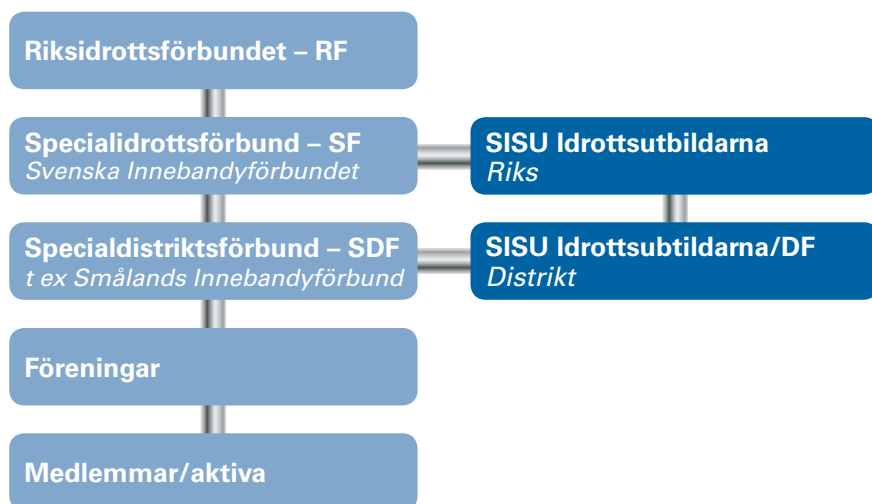 Riksidrottsförbundet – RF
Specialidrottsförbund – SF
Svenska Innebandyförbundet
SISU Idrottsutbildarna
Riks
Specialdistriktsförbund – SDF
t ex Smålands Innebandyförbund
SISU Idrottsubtildarna/DF
Distrikt
Föreningar
Medlemmar/aktiva